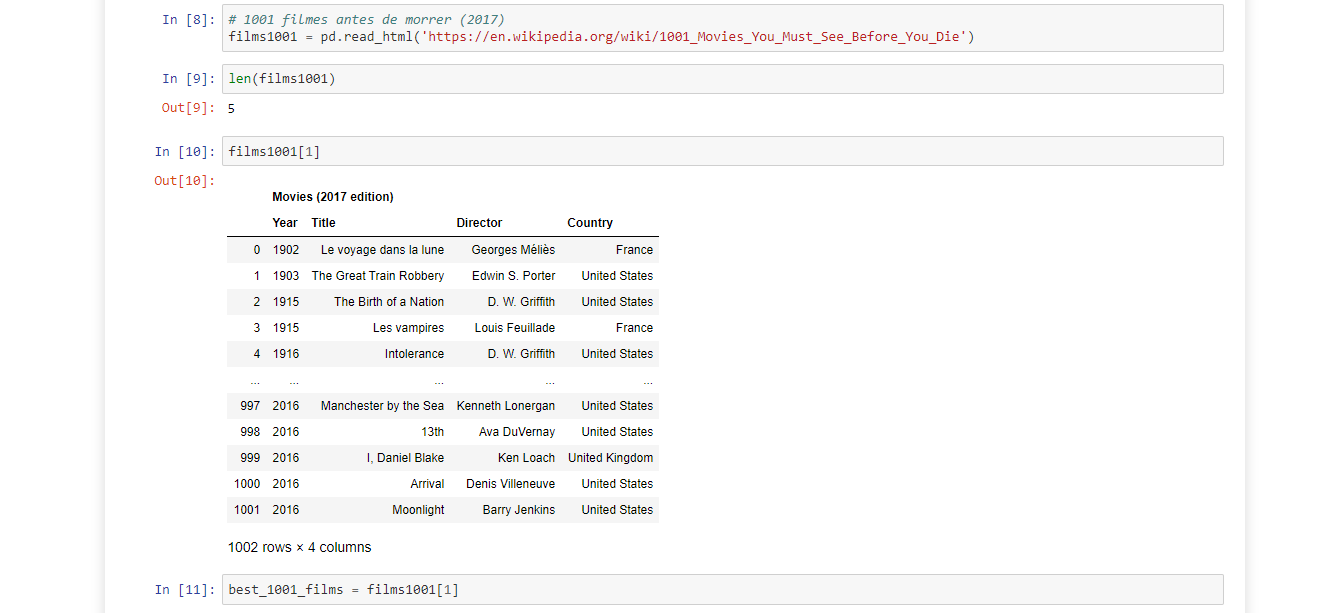 In [8]: # 1001 filmes antes de morrer (2017)
films1001 = pd.read_html('https://en.wikipedia.org/wiki/1001_Movies_You_Must_See_Before_You_Die')
In [9]: len(films1001)
Out[9]: 5
In [10]: films1001[1]
Out[10]:
Movies (2017 edition)
Year Title Director Country
0 1902 Le voyage dans la lune Georges Méliès France
1 1903 The Great Train Robbery Edwin S. Porter United States
2 1915 The Birth of a Nation D. W. Griffith United States
3 1915 Les vampires Louis Feuillade France
4 1916 Intolerance D. W. Griffith United States
... ... ... ... ...
997 2016 Manchester by the Sea Kenneth Lonergan United States
998 2016 13th Ava DuVernay United States
999 2016 I, Daniel Blake Ken Loach United Kingdom
1000 2016 Arrival Denis Villeneuve United States
1001 2016 Moonlight Barry Jenkins United States
1002 rows × 4 columns
In [11]: best_1001_films = films1001[1]